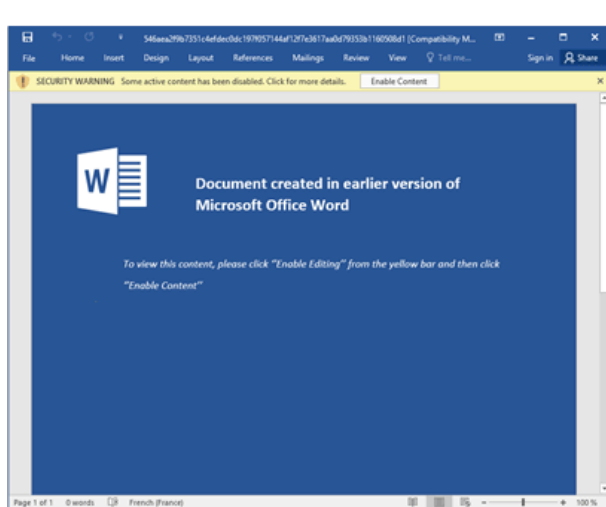 546aea2f9b7351c4efdec0dc197f057144af12f7e3617aa0d79353b1160508d1 [Compatibility M...
File Home Insert Design Layout References Mailings Review View Tell me... Sign in Share
SECURITY WARNING Some active content has been disabled. Click for more details. Enable Content
W
Document created in earlier version of
Microsoft Office Word
To view this content, please click "Enable Editing" from the yellow bar and then click
"Enable Content"
Page 1 of 1 0 words French (France) 100 %